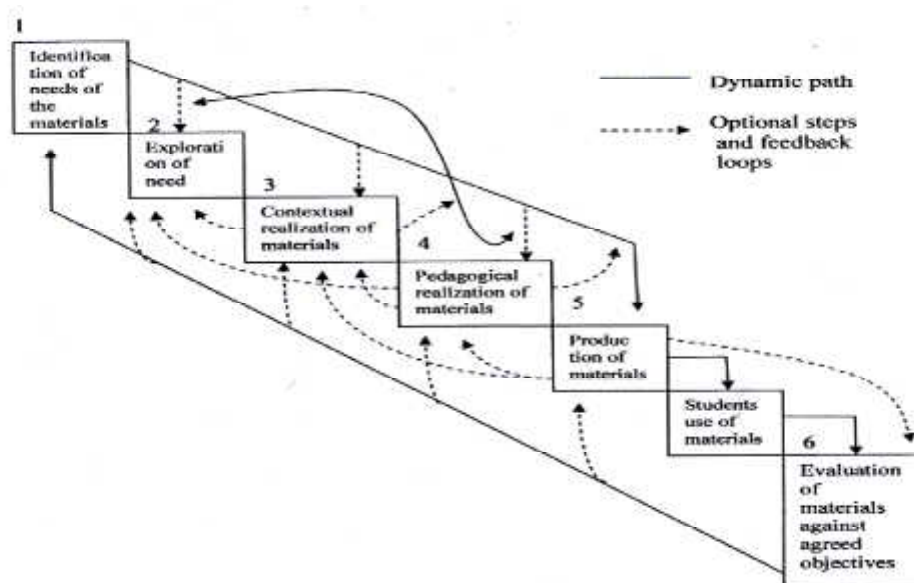 1
Identifica
tion of
needs of
the
materials
2
Explorati
on of
need
3
Contextual
realization of
materials
4
Pedagogical
realization of
materials
5
Produc
tion of
materials
Students
use of
materials
6
Evaluation
of
materials
against
agreed
objectives
Dynamic path
Optional steps
and feedback
loops